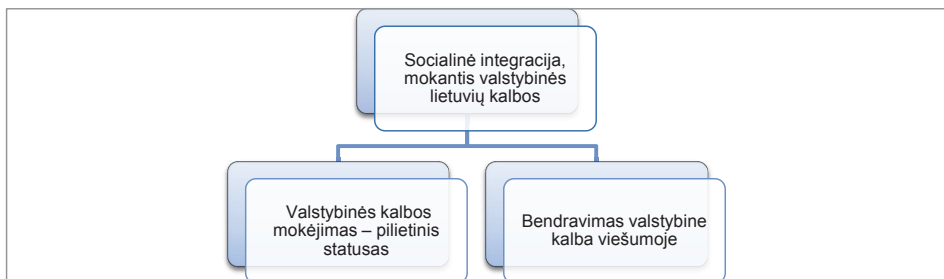 Socialinė integracija,
mokantis valstybinės
lietuvių kalbos
Valstybinės kalbos
mokėjimas – pilietinis
statusas
Bendravimas valstybine
kalba viešumoje